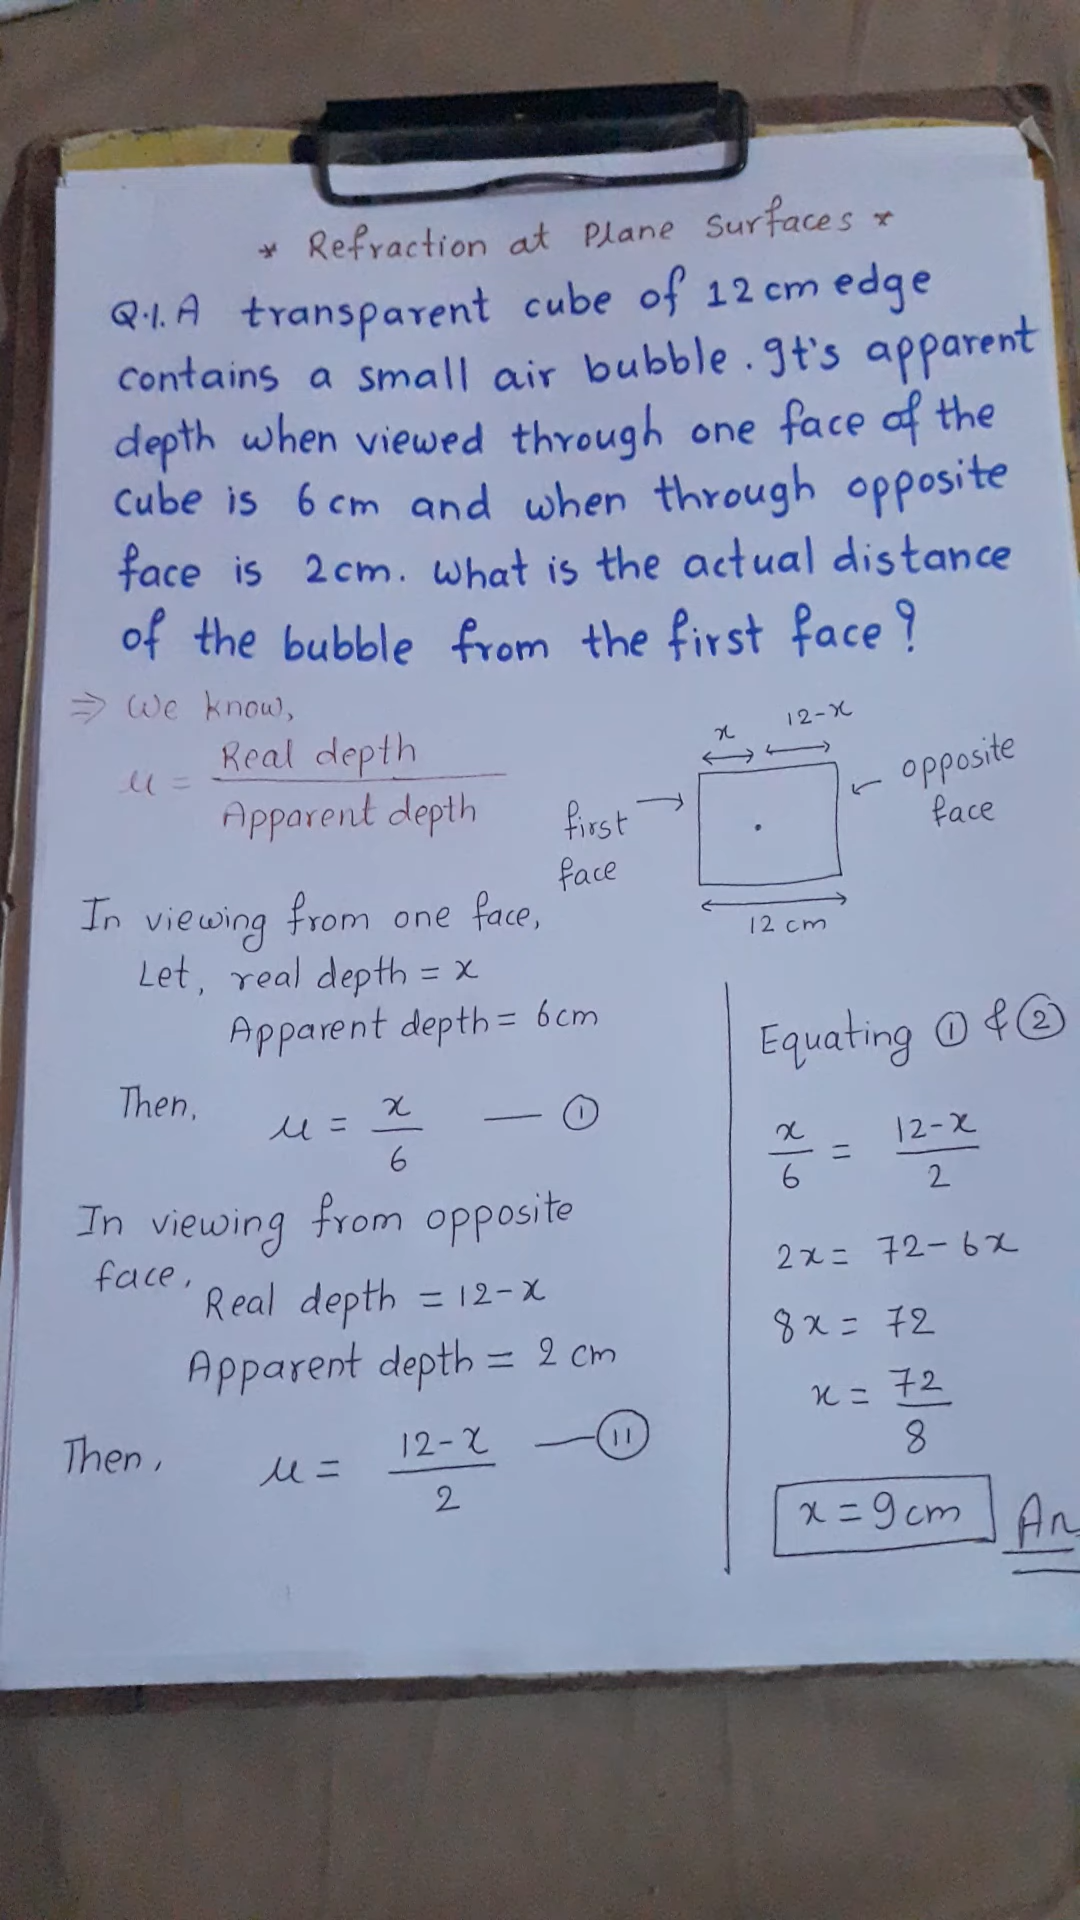 * Refraction at Plane Surfaces *
Q.1. A transparent cube of 12 cm edge
contains a small air bubble. It's apparent
depth when viewed through one face of the
cube is 6 cm and when through opposite
face is 2cm. what is the actual distance
of the bubble from the first face?
⇒ We know,
μ = Real depth / Apparent depth
x 12-x
first face
opposite face
12 cm
In viewing from one face,
Let, real depth = x
Apparent depth = 6cm
Then, μ = x/6 — ①
In viewing from opposite
face,
Real depth = 12-x
Apparent depth = 2 cm
Then, μ = 12-x/2 — ⑪
Equating ① & ②
x/6 = 12-x/2
2x = 72-6x
8x = 72
x = 72/8
x = 9cm An